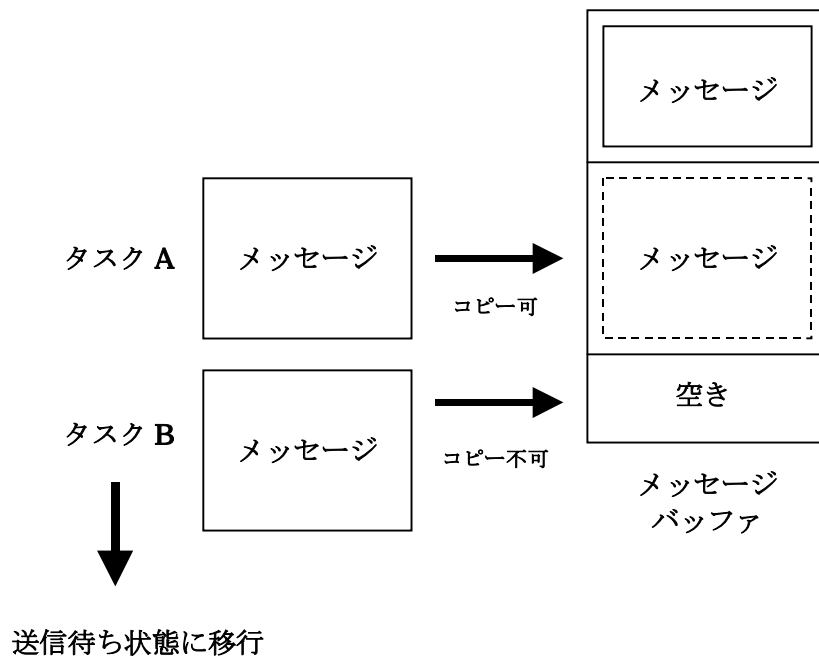 メッセージ
タスク A
メッセージ
コピー可
メッセージ
タスク B
メッセージ
コピー不可
空き
メッセージ
バッファ
送信待ち状態に移行